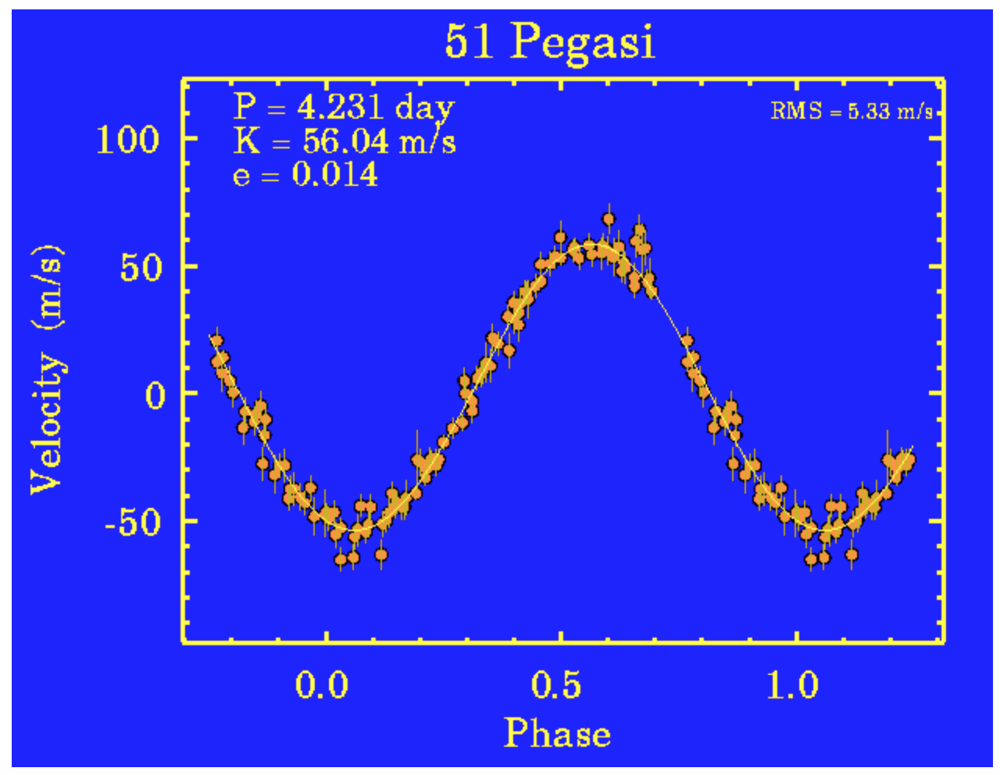 51 Pegasi
P = 4.231 day
K = 56.04 m/s
e = 0.014
RMS = 5.33 m/s
100
50
0
-50
Velocity (m/s)
0.0 0.5 1.0
Phase